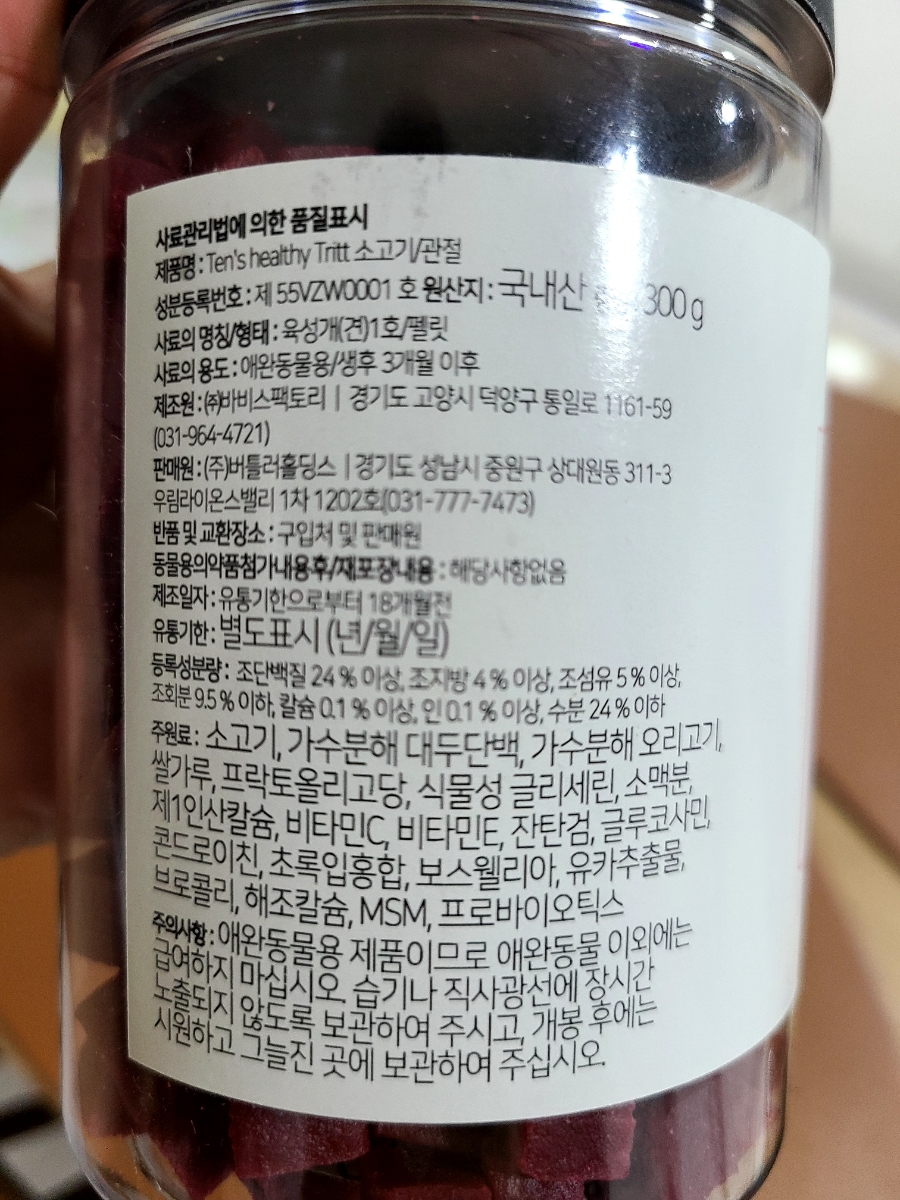 사료관리법에 의한 품질표시
제품명 : Ten's healthy Tritt 소고기/관절
성분등록번호 : 제 55VZW0001 호 원산지 : 국내산 300 g
사료의 명칭/형태 : 육성개(견)1호/펠릿
사료의 용도 : 애완동물용/생후 3개월 이후
제조원 : ㈜바비스팩토리 | 경기도 고양시 덕양구 통일로 1161-59
(031-964-4721)
판매원 : (주)버틀러홀딩스 | 경기도 성남시 중원구 상대원동 311-3
우림라이온스밸리 1차 1202호(031-777-7473)
반품 및 교환장소 : 구입처 및 판매원
동물용의약품첨가내용후/재포장내용 : 해당사항없음
제조일자 : 유통기한으로부터 18개월전
유통기한 : 별도표시 (년/월/일)
등록성분량 : 조단백질 24 % 이상, 조지방 4 % 이상, 조섬유 5 % 이상,
조회분 9.5 % 이하, 칼슘 0.1 % 이상, 인 0.1 % 이상, 수분 24 % 이하
주원료 : 소고기, 가수분해 대두단백, 가수분해 오리고기,
쌀가루, 프락토올리고당, 식물성 글리세린, 소맥분,
제1인산칼슘, 비타민C, 비타민E, 잔탄검, 글루코사민,
콘드로이친, 초록입홍합, 보스웰리아, 유카추출물,
브로콜리, 해조칼슘, MSM, 프로바이오틱스
주의사항 : 애완동물용 제품이므로 애완동물 이외에는
급여하지 마십시오. 습기나 직사광선에 장시간
노출되지 않도록 보관하여 주시고, 개봉 후에는
시원하고 그늘진 곳에 보관하여 주십시오.